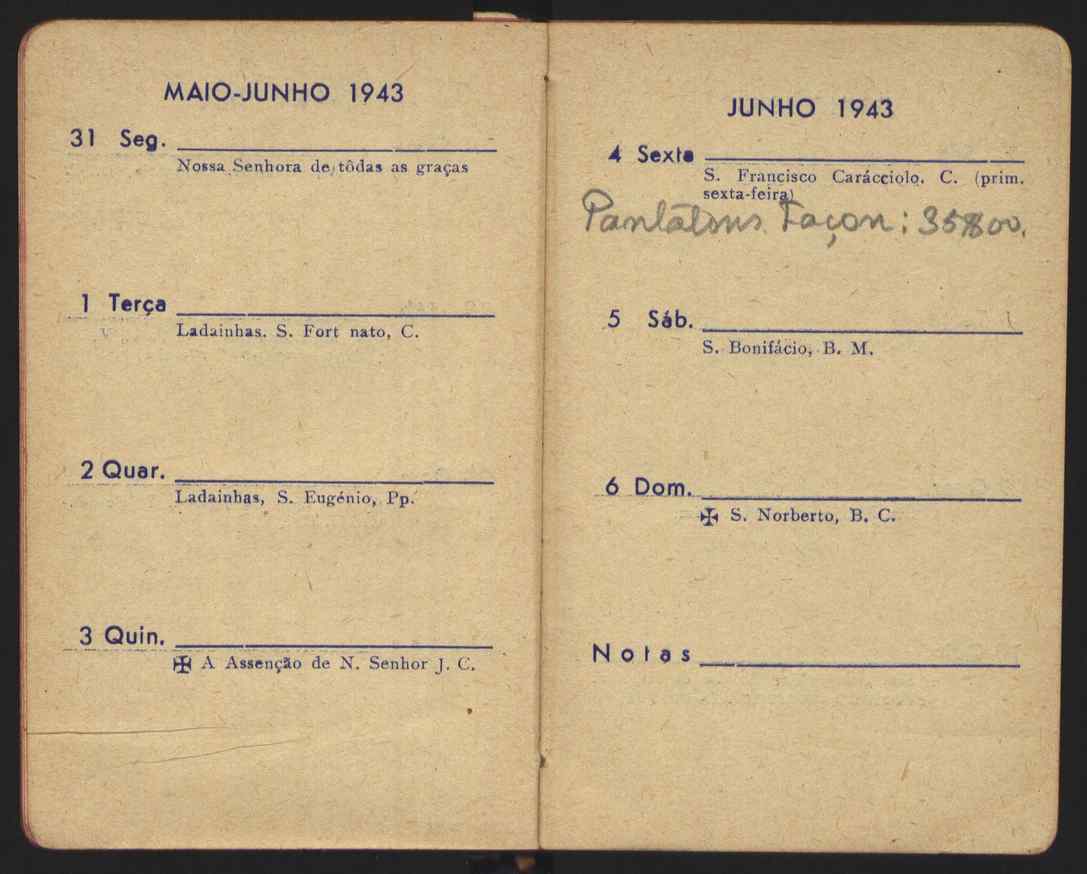 MAIO-JUNHO 1943
31 Seg.
Nossa Senhora de tôdas as graças
1 Terça
Ladainhas. S. Fort nato, C.
2 Quar.
Ladainhas, S. Eugénio, Pp.
3 Quin.
✠ A Assenção de N. Senhor J. C.
JUNHO 1943
4 Sexta
S. Francisco Carácciolo. C. (prim.
sexta-feira)
Pantalons Façon: 35$00.
5 Sáb.
S. Bonifácio, B. M.
6 Dom.
✠ S. Norberto, B. C.
Notas